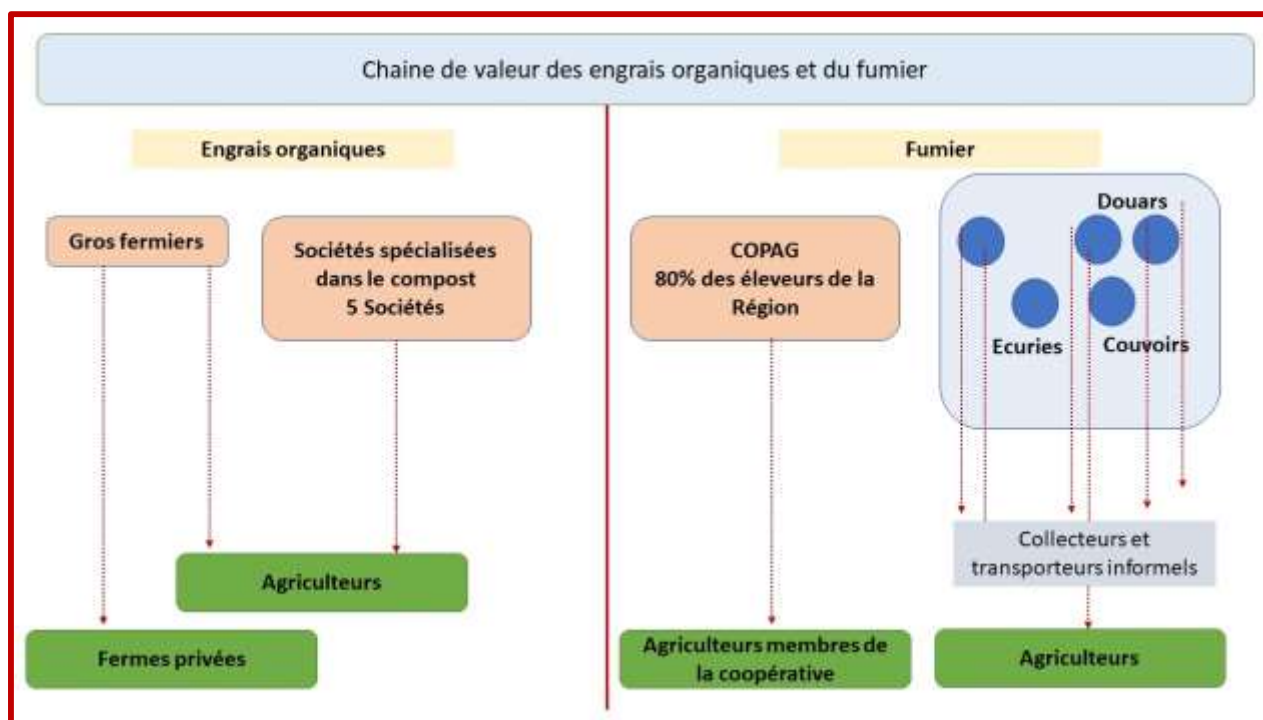 Chaine de valeur des engrais organiques et du fumier
Engrais organiques
Gros fermiers
Sociétés spécialisées
dans le compost
5 Sociétés
Agriculteurs
Fermes privées
Fumier
COPAG
80% des éleveurs de la
Région
Douars
Ecuries
Couvoirs
Collecteurs et
transporteurs informels
Agriculteurs membres de
la coopérative
Agriculteurs